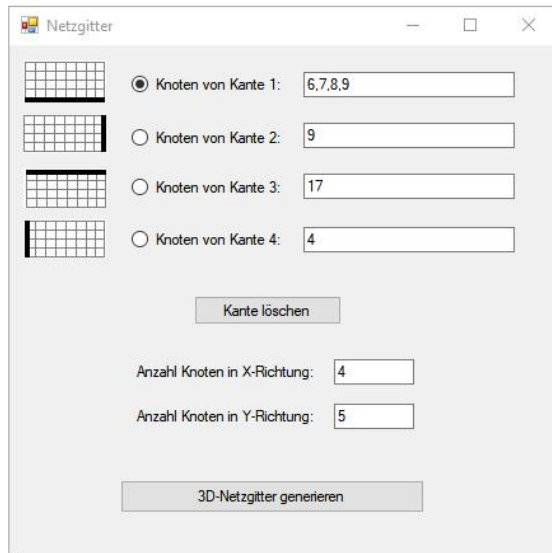 Netzgitter
Knoten von Kante 1: 6,7,8,9
Knoten von Kante 2: 9
Knoten von Kante 3: 17
Knoten von Kante 4: 4
Kante löschen
Anzahl Knoten in X-Richtung: 4
Anzahl Knoten in Y-Richtung: 5
3D-Netzgitter generieren